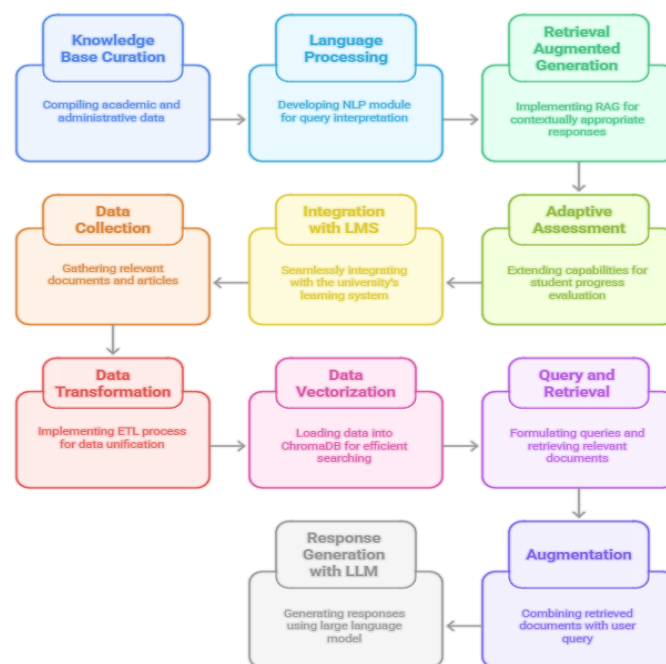 Knowledge
Base Curation
Compiling academic and
administrative data
Language
Processing
Developing NLP module
for query interpretation
Retrieval
Augmented
Generation
Implementing RAG for
contextually appropriate
responses
Adaptive
Assessment
Extending capabilities for
student progress
evaluation
Integration
with LMS
Seamlessly integrating
with the university's
learning system
Data
Collection
Gathering relevant
documents and articles
Data
Transformation
Implementing ETL process
for data unification
Data
Vectorization
Loading data into
ChromaDB for efficient
searching
Query and
Retrieval
Formulating queries and
retrieving relevant
documents
Augmentation
Combining retrieved
documents with user
query
Response
Generation
with LLM
Generating responses
using large language
model